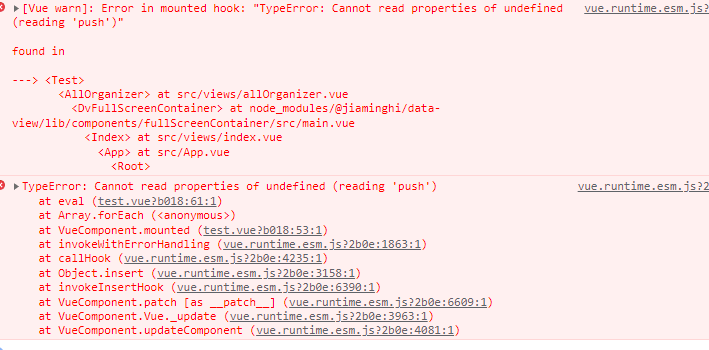 [Vue warn]: Error in mounted hook: "TypeError: Cannot read properties of undefined vue.runtime.esm.js?
(reading 'push')"
found in
---> <Test>
<AllOrganizer> at src/views/allOrganizer.vue
<DvFullScreenContainer> at node_modules/@jiaminghi/data-
view/lib/components/fullScreenContainer/src/main.vue
<Index> at src/views/index.vue
<App> at src/App.vue
<Root>
TypeError: Cannot read properties of undefined (reading 'push') vue.runtime.esm.js?2
at eval (test.vue?b018:61:1)
at Array.forEach (<anonymous>)
at VueComponent.mounted (test.vue?b018:53:1)
at invokeWithErrorHandling (vue.runtime.esm.js?2b0e:1863:1)
at callHook (vue.runtime.esm.js?2b0e:4235:1)
at Object.insert (vue.runtime.esm.js?2b0e:3158:1)
at invokeInsertHook (vue.runtime.esm.js?2b0e:6390:1)
at VueComponent.patch [as __patch__] (vue.runtime.esm.js?2b0e:6609:1)
at VueComponent.Vue._update (vue.runtime.esm.js?2b0e:3963:1)
at VueComponent.updateComponent (vue.runtime.esm.js?2b0e:4081:1)